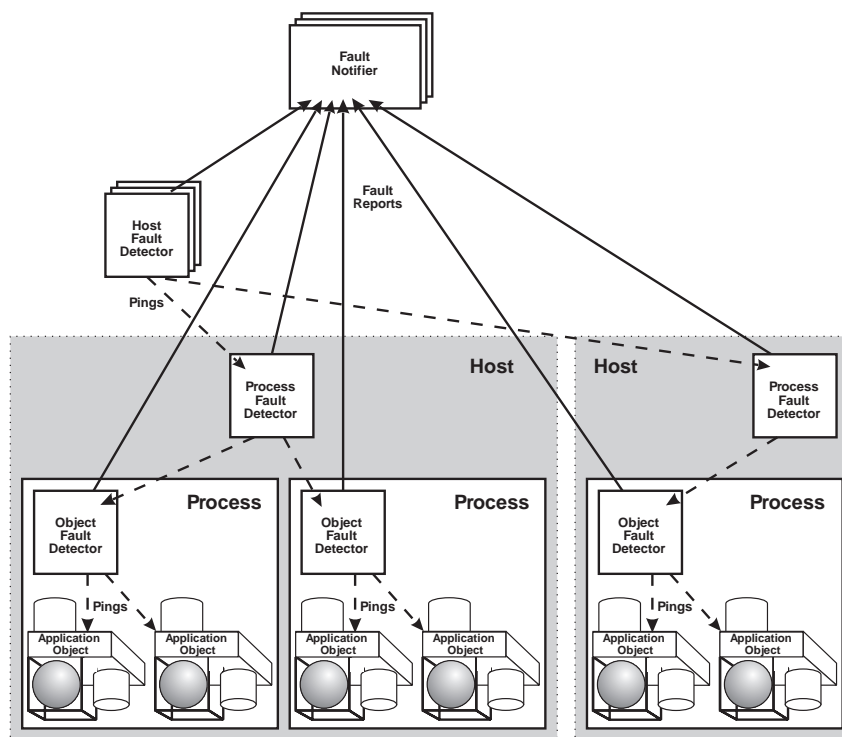 Fault
Notifier
Fault
Reports
Host
Fault
Detector
Pings
Host
Host
Process
Fault
Detector
Process
Fault
Detector
Process
Process
Process
Object
Fault
Detector
Object
Fault
Detector
Object
Fault
Detector
Pings
Pings
Pings
Application
Object
Application
Object
Application
Object
Application
Object
Application
Object
Application
Object